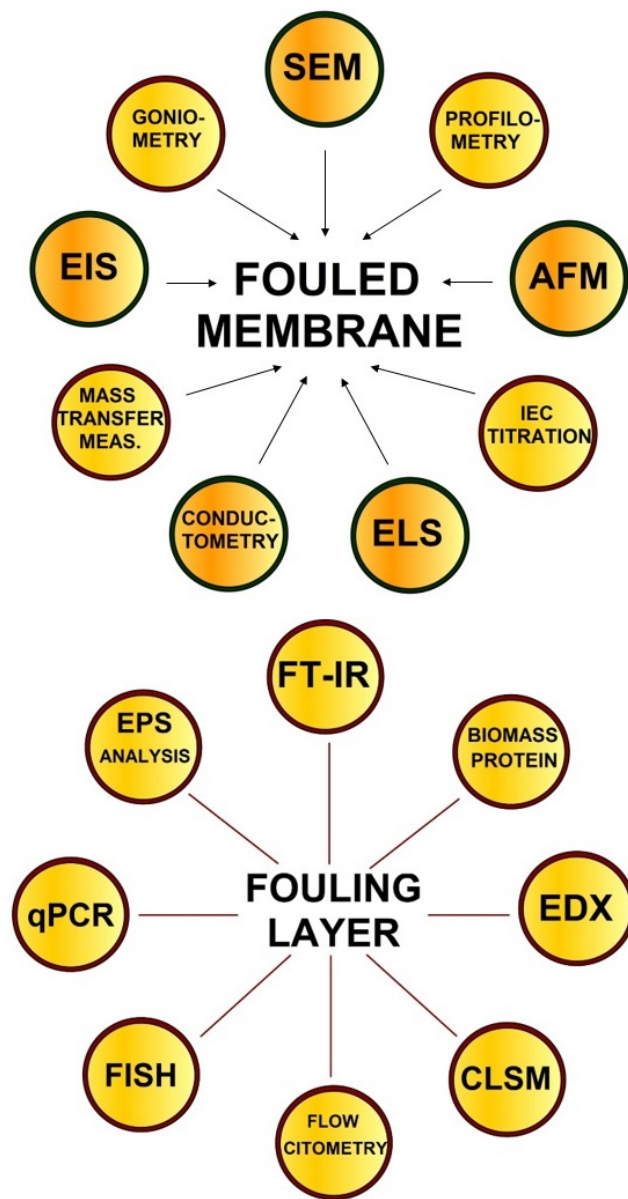 SEM
GONIO-
METRY
PROFILO-
METRY
EIS
FOULED
MEMBRANE
AFM
MASS
TRANSFER
MEAS.
IEC
TITRATION
CONDUC-
TOMETRY
ELS
FT-IR
EPS
ANALYSIS
BIOMASS
PROTEIN
qPCR
FOULING
LAYER
EDX
FISH
CLSM
FLOW
CITOMETRY